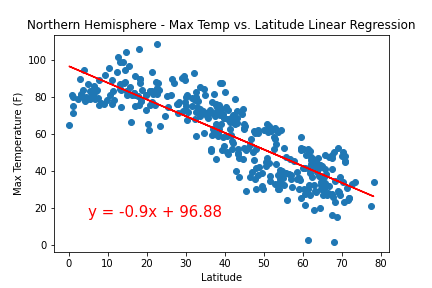 Northern Hemisphere - Max Temp vs. Latitude Linear Regression
100
80
60
40
20
0
Max Temperature (F)
y = -0.9x + 96.88
0 10 20 30 40 50 60 70 80
Latitude